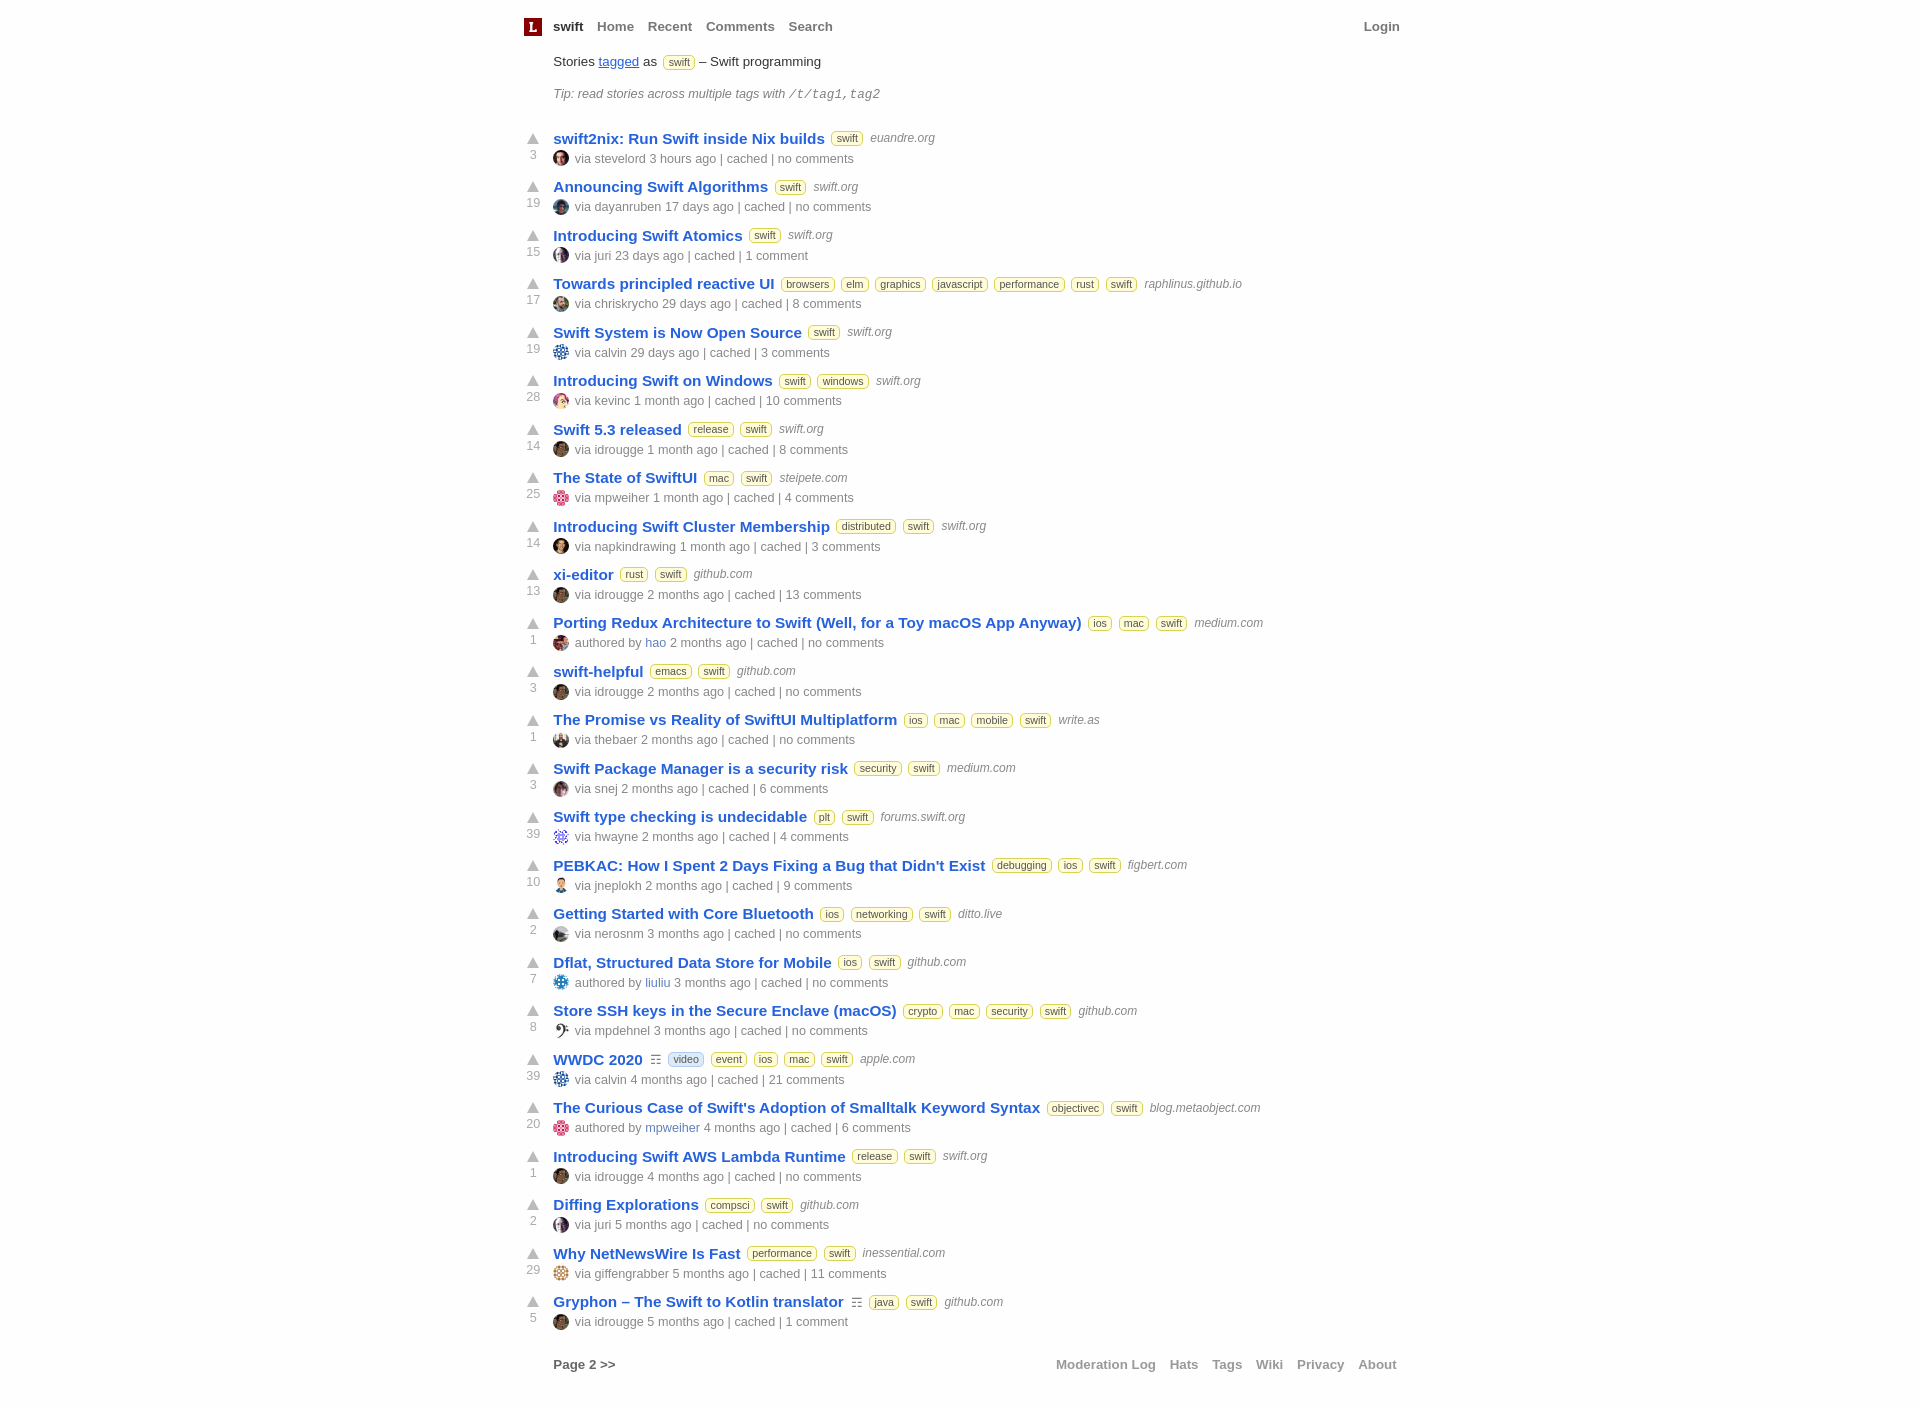 L swift Home Recent Comments Search Login
Stories tagged as swift – Swift programming
Tip: read stories across multiple tags with /t/tag1,tag2
swift2nix: Run Swift inside Nix builds swift euandre.org
3 via stevelord 3 hours ago | cached | no comments
Announcing Swift Algorithms swift swift.org
19 via dayanruben 17 days ago | cached | no comments
Introducing Swift Atomics swift swift.org
15 via juri 23 days ago | cached | 1 comment
Towards principled reactive UI browsers elm graphics javascript performance rust swift raphlinus.github.io
17 via chriskrycho 29 days ago | cached | 8 comments
Swift System is Now Open Source swift swift.org
19 via calvin 29 days ago | cached | 3 comments
Introducing Swift on Windows swift windows swift.org
28 via kevinc 1 month ago | cached | 10 comments
Swift 5.3 released release swift swift.org
14 via idrougge 1 month ago | cached | 8 comments
The State of SwiftUI mac swift steipete.com
25 via mpweiher 1 month ago | cached | 4 comments
Introducing Swift Cluster Membership distributed swift swift.org
14 via napkindrawing 1 month ago | cached | 3 comments
xi-editor rust swift github.com
13 via idrougge 2 months ago | cached | 13 comments
Porting Redux Architecture to Swift (Well, for a Toy macOS App Anyway) ios mac swift medium.com
1 authored by hao 2 months ago | cached | no comments
swift-helpful emacs swift github.com
3 via idrougge 2 months ago | cached | no comments
The Promise vs Reality of SwiftUI Multiplatform ios mac mobile swift write.as
1 via thebaer 2 months ago | cached | no comments
Swift Package Manager is a security risk security swift medium.com
3 via snej 2 months ago | cached | 6 comments
Swift type checking is undecidable plt swift forums.swift.org
39 via hwayne 2 months ago | cached | 4 comments
PEBKAC: How I Spent 2 Days Fixing a Bug that Didn't Exist debugging ios swift figbert.com
10 via jneplokh 2 months ago | cached | 9 comments
Getting Started with Core Bluetooth ios networking swift ditto.live
2 via nerosnm 3 months ago | cached | no comments
Dflat, Structured Data Store for Mobile ios swift github.com
7 authored by liuliu 3 months ago | cached | no comments
Store SSH keys in the Secure Enclave (macOS) crypto mac security swift github.com
8 via mpdehnel 3 months ago | cached | no comments
WWDC 2020 ☶ video event ios mac swift apple.com
39 via calvin 4 months ago | cached | 21 comments
The Curious Case of Swift's Adoption of Smalltalk Keyword Syntax objectivec swift blog.metaobject.com
20 authored by mpweiher 4 months ago | cached | 6 comments
Introducing Swift AWS Lambda Runtime release swift swift.org
1 via idrougge 4 months ago | cached | no comments
Diffing Explorations compsci swift github.com
2 via juri 5 months ago | cached | no comments
Why NetNewsWire Is Fast performance swift inessential.com
29 via giffengrabber 5 months ago | cached | 11 comments
Gryphon – The Swift to Kotlin translator ☶ java swift github.com
5 via idrougge 5 months ago | cached | 1 comment
Page 2 >> Moderation Log Hats Tags Wiki Privacy About